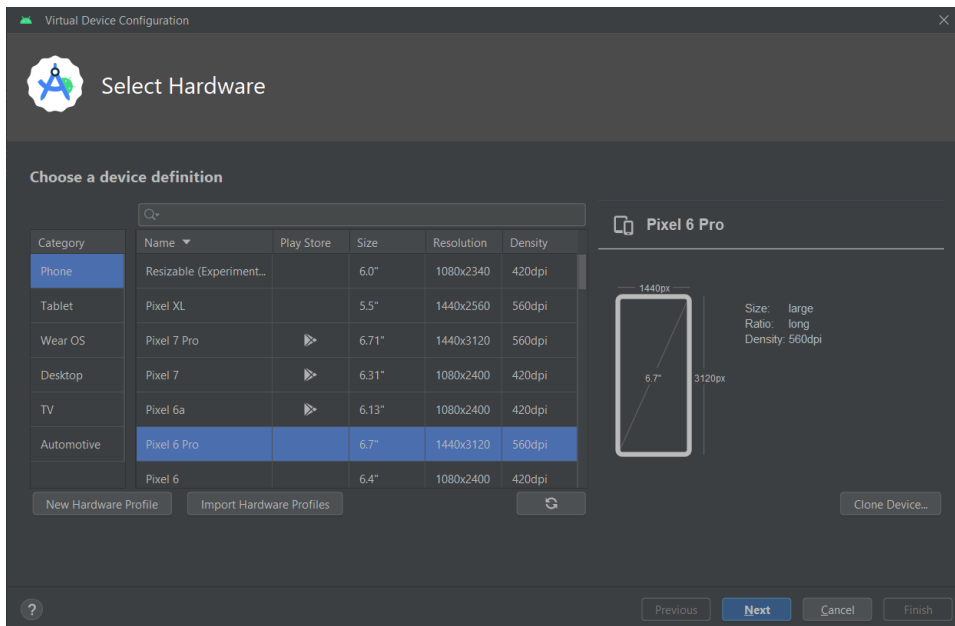 Virtual Device Configuration
Select Hardware
Choose a device definition
Category
Phone
Tablet
Wear OS
Desktop
TV
Automotive
Name Play Store Size Resolution Density
Resizable (Experiment... 6.0" 1080x2340 420dpi
Pixel XL 5.5" 1440x2560 560dpi
Pixel 7 Pro 6.71" 1440x3120 560dpi
Pixel 7 6.31" 1080x2400 420dpi
Pixel 6a 6.13" 1080x2400 420dpi
Pixel 6 Pro 6.7" 1440x3120 560dpi
Pixel 6 6.4" 1080x2400 420dpi
New Hardware Profile Import Hardware Profiles
Pixel 6 Pro
1440px
6.7" 3120px
Size: large
Ratio: long
Density: 560dpi
Clone Device...
? Previous Next Cancel Finish